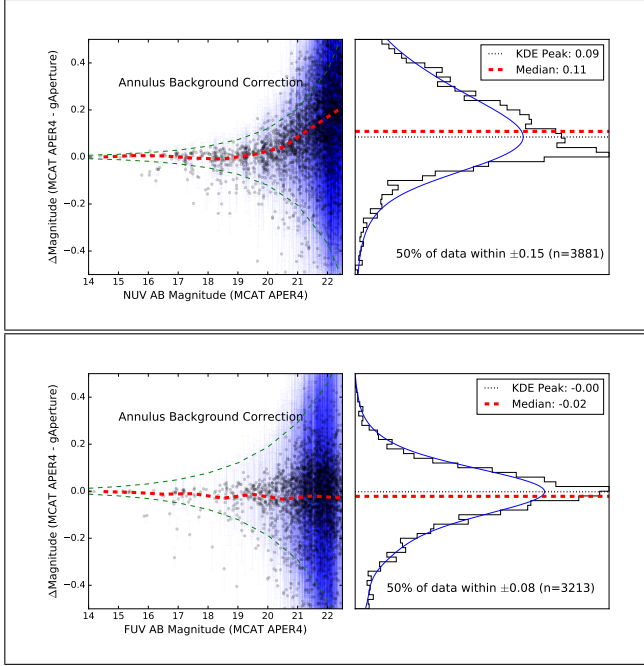 KDE Peak: 0.09
Median: 0.11
Annulus Background Correction
50% of data within ±0.15 (n=3881)
ΔMagnitude (MCAT APER4 - gAperture)
0.4
0.2
0.0
−0.2
−0.4
14 15 16 17 18 19 20 21 22
NUV AB Magnitude (MCAT APER4)
KDE Peak: -0.00
Median: -0.02
Annulus Background Correction
50% of data within ±0.08 (n=3213)
ΔMagnitude (MCAT APER4 - gAperture)
0.4
0.2
0.0
−0.2
−0.4
14 15 16 17 18 19 20 21 22
FUV AB Magnitude (MCAT APER4)